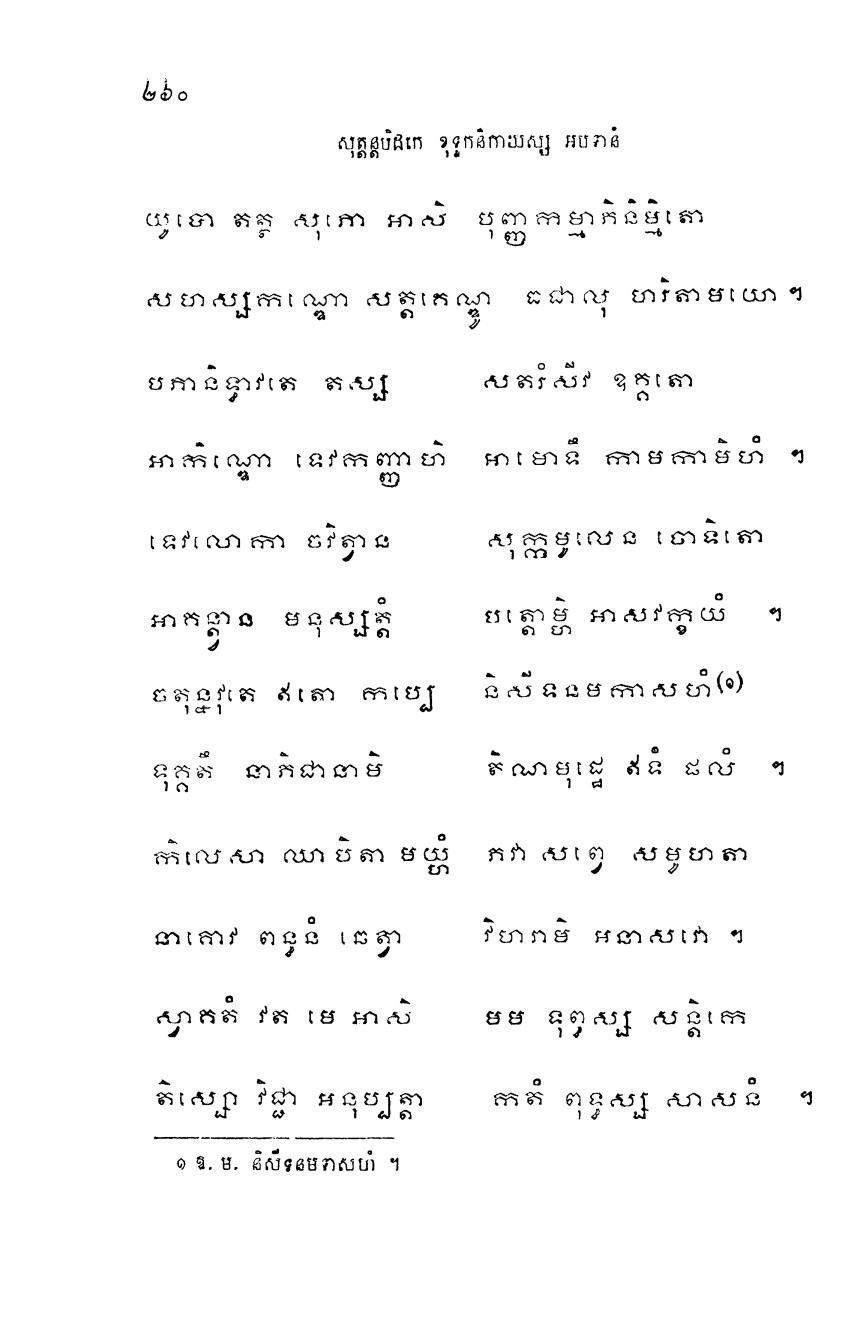 ២៦០
សុត្តន្តបិដកេ ខុទ្ទកនិកាយស្ស អបទានំ
យូបោ តត្ថ សុភោ អាសិ បុញ្ញកម្មាភិនិម្មិតោ
សហស្សកណ្ឌោ សត្តគេណ្ឌូ ធជាលុ ហរិតាមយោ ។
បភានិទ្ធាវតេ តស្ស សតរំសីវ ឧគ្គតោ
អាកិណ្ណោ ទេវកញ្ញាហិ អាមោទឹ កាមកាមិហំ ។
ទេវលោកា ចវិត្វាន សុក្កមូលេន ចោទិតោ
អាគន្ត្វាន មនុស្សត្តំ បត្តោម្ហិ អាសវក្ខយំ ។
ចតុន្នវុតេ ឥតោ កប្បេ និសីទនមកាសហំ(១)
ទុគ្គតឹ នាភិជានាមិ តិណមុដ្ឋេ ឥទំ ផលំ ។
កិលេសា ឈាបិតា មយ្ហំ ភវា សព្វេ សមូហតា
នាគោវ ពន្ធនំ ឆេត្វា វិហរាមិ អនាសវោ ។
ស្វាគតំ វត មេ អាសិ មម ពុទ្ធស្ស សន្តិកេ
តិស្សោ វិជ្ជា អនុប្បត្តា កតំ ពុទ្ធស្ស សាសនំ ។
១ ឱ. ម. និសីទនមទាសហំ ។